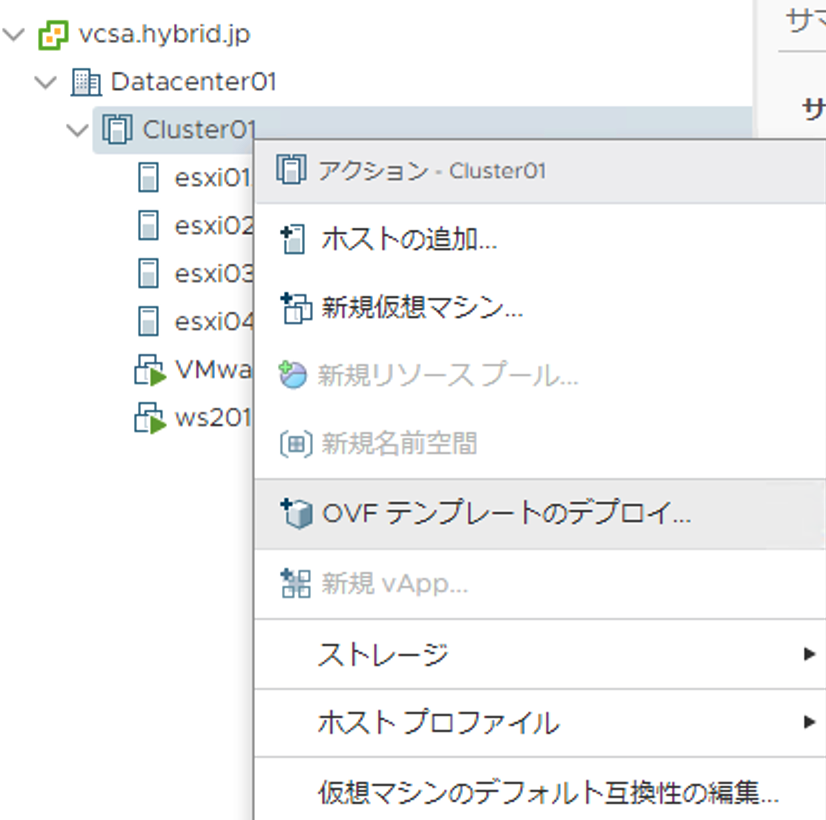 vcsa.hybrid.jp
サマ
Datacenter01
サ
Cluster01
アクション - Cluster01
esxi01
ホストの追加...
esxi02
esxi03
新規仮想マシン...
esxi04
VMwa
新規リソース プール...
ws201
新規名前空間
OVF テンプレートのデプロイ...
新規 vApp...
ストレージ
ホスト プロファイル
仮想マシンのデフォルト互換性の編集...